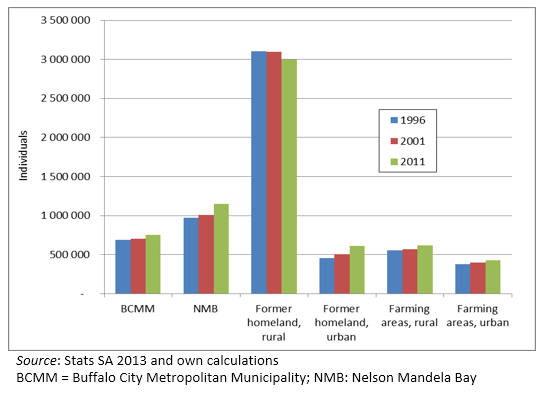 3 500 000
3 000 000
2 500 000
2 000 000
1 500 000
1 000 000
500 000
-
Individuals
1996
2001
2011
BCMM
NMB
Former homeland, rural
Former homeland, urban
Farming areas, rural
Farming areas, urban
Source: Stats SA 2013 and own calculations
BCMM = Buffalo City Metropolitan Municipality; NMB: Nelson Mandela Bay